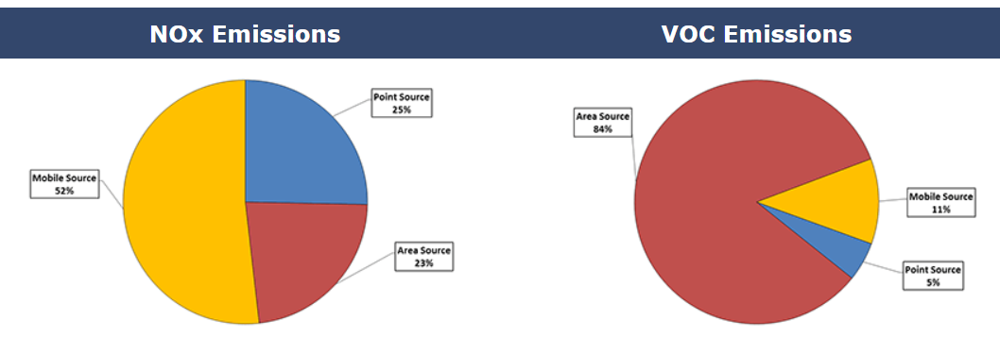 NOx Emissions
VOC Emissions
Point Source
25%
Mobile Source
52%
Area Source
23%
Area Source
84%
Mobile Source
11%
Point Source
5%